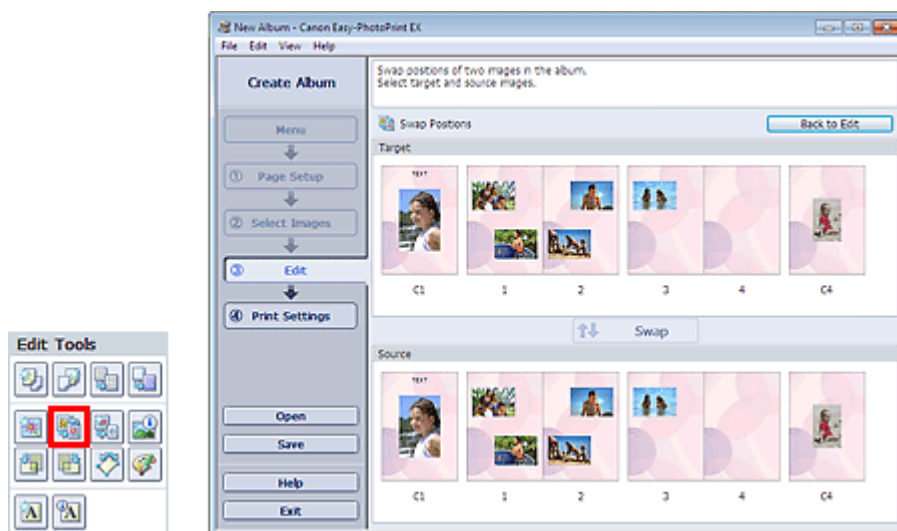 New Album - Canon Easy-PhotoPrint EX
File Edit View Help
Create Album
Menu
① Page Setup
② Select Images
③ Edit
④ Print Settings
Open
Save
Help
Exit
Swap positions of two images in the album.
Select target and source images.
Swap Positions
Back to Edit
Target
TEXT
C1 1 2 3 4 C4
Swap
Source
TEXT
C1 1 2 3 4 C4
Edit Tools
A A